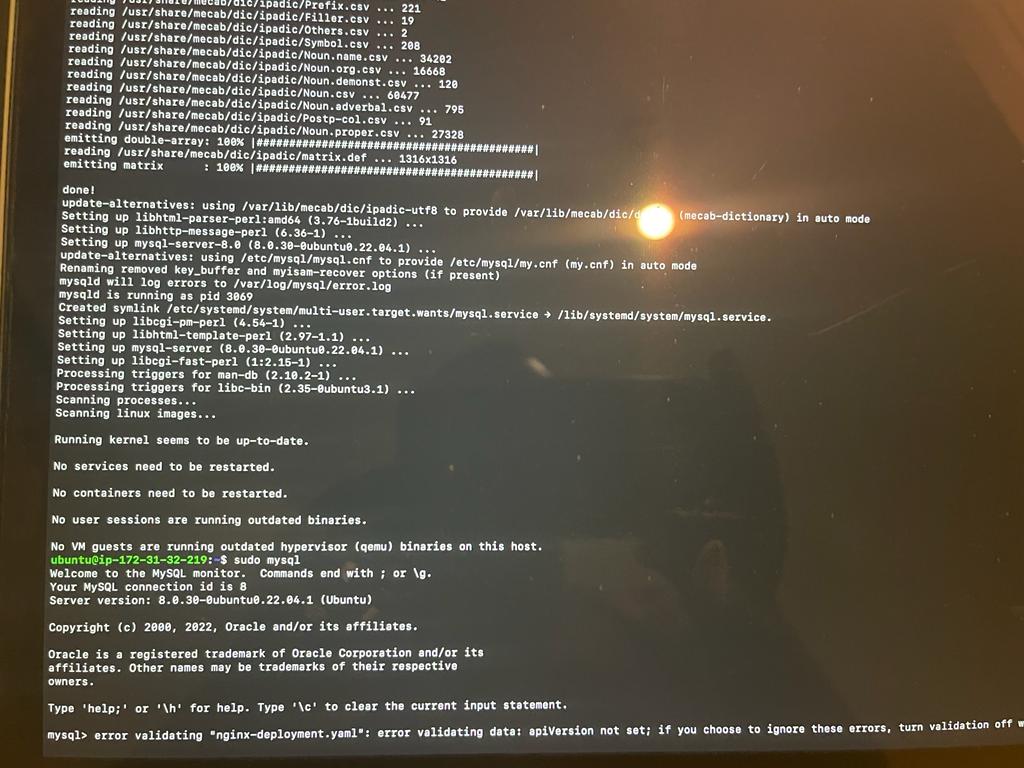 reading /usr/share/mecab/dic/ipadic/Prefix.csv ... 221
reading /usr/share/mecab/dic/ipadic/Filler.csv ... 19
reading /usr/share/mecab/dic/ipadic/Others.csv ... 2
reading /usr/share/mecab/dic/ipadic/Symbol.csv ... 208
reading /usr/share/mecab/dic/ipadic/Noun.name.csv ... 34202
reading /usr/share/mecab/dic/ipadic/Noun.org.csv ... 16668
reading /usr/share/mecab/dic/ipadic/Noun.demonst.csv ... 120
reading /usr/share/mecab/dic/ipadic/Noun.csv ... 60477
reading /usr/share/mecab/dic/ipadic/Noun.adverbal.csv ... 795
reading /usr/share/mecab/dic/ipadic/Postp-col.csv ... 91
reading /usr/share/mecab/dic/ipadic/Noun.proper.csv ... 27328
emitting double-array: 100% |###########################################|
reading /usr/share/mecab/dic/ipadic/matrix.def ... 1316x1316
emitting matrix      : 100% |###########################################|
done!
update-alternatives: using /var/lib/mecab/dic/ipadic-utf8 to provide (mecab-dictionary) in auto mode
Setting up libhtml-parser-perl:amd64 (3.76-1build2) ...
Setting up libhttp-message-perl (6.36-1) ...
Setting up mysql-server-8.0 (8.0.30-0ubuntu0.22.04.1) ...
update-alternatives: using /etc/mysql/mysql.cnf to provide /etc/mysql/my.cnf (my.cnf) in auto mode
Renaming removed key_buffer and myisam-recover options (if present)
mysqld will log errors to /var/log/mysql/error.log
mysqld is running as pid 3069
Created symlink /etc/systemd/system/multi-user.target.wants/mysql.service → /lib/systemd/system/mysql.service.
Setting up libcgi-pm-perl (4.54-1) ...
Setting up libhtml-template-perl (2.97-1.1) ...
Setting up mysql-server (8.0.30-0ubuntu0.22.04.1) ...
Setting up libcgi-fast-perl (1:2.15-1) ...
Processing triggers for man-db (2.10.2-1) ...
Processing triggers for libc-bin (2.35-0ubuntu3.1) ...
Scanning processes...
Scanning linux images...
Running kernel seems to be up-to-date.
No services need to be restarted.
No containers need to be restarted.
No user sessions are running outdated binaries.
No VM guests are running outdated hypervisor (qemu) binaries on this host.
ubuntu@ip-172-31-32-219:~$ sudo mysql
Welcome to the MySQL monitor.  Commands end with ; or \g.
Your MySQL connection id is 8
Server version: 8.0.30-0ubuntu0.22.04.1 (Ubuntu)
Copyright (c) 2000, 2022, Oracle and/or its affiliates.
Oracle is a registered trademark of Oracle Corporation and/or its
affiliates. Other names may be trademarks of their respective
owners.
Type 'help;' or '\h' for help. Type '\c' to clear the current input statement.
mysql> error validating "nginx-deployment.yaml": error validating data: apiVersion not set; if you choose to ignore these errors, turn validation off